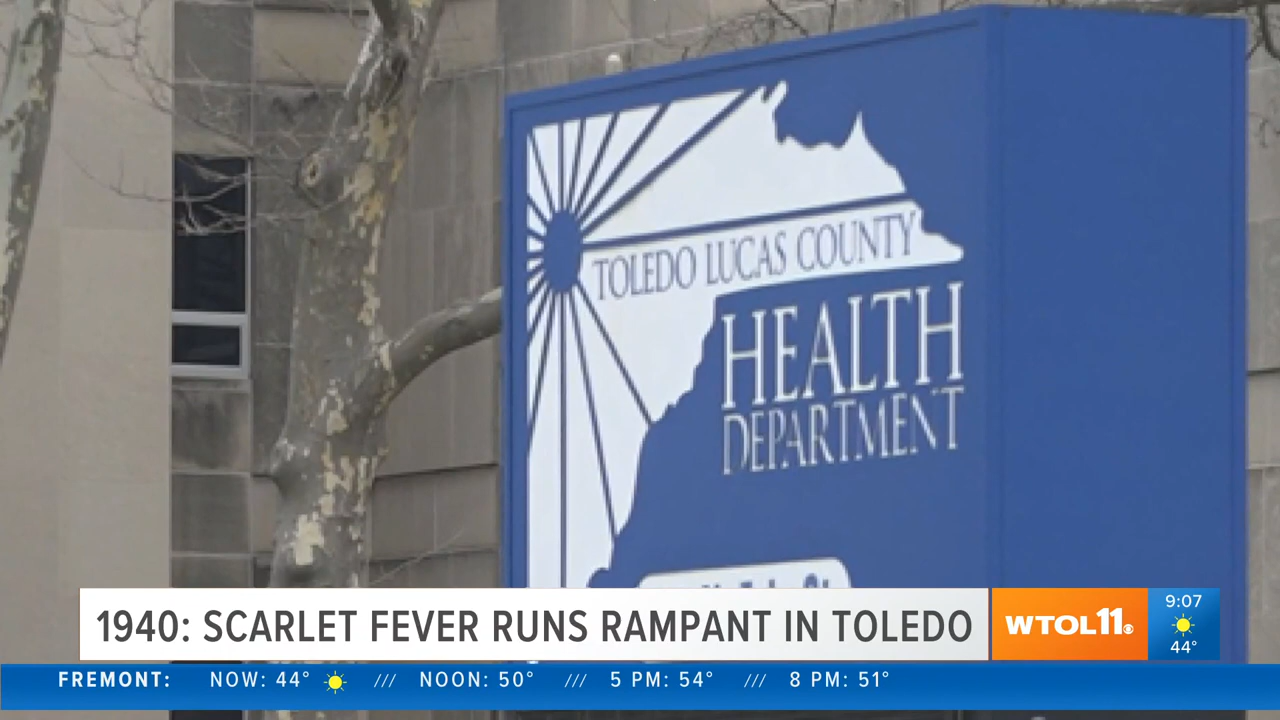 TOLEDO LUCAS COUNTY
HEALTH
DEPARTMENT
1940: SCARLET FEVER RUNS RAMPANT IN TOLEDO
WTOL11
9:07
44°
FREMONT: NOW: 44° /// NOON: 50° /// 5 PM: 54° /// 8 PM: 51°